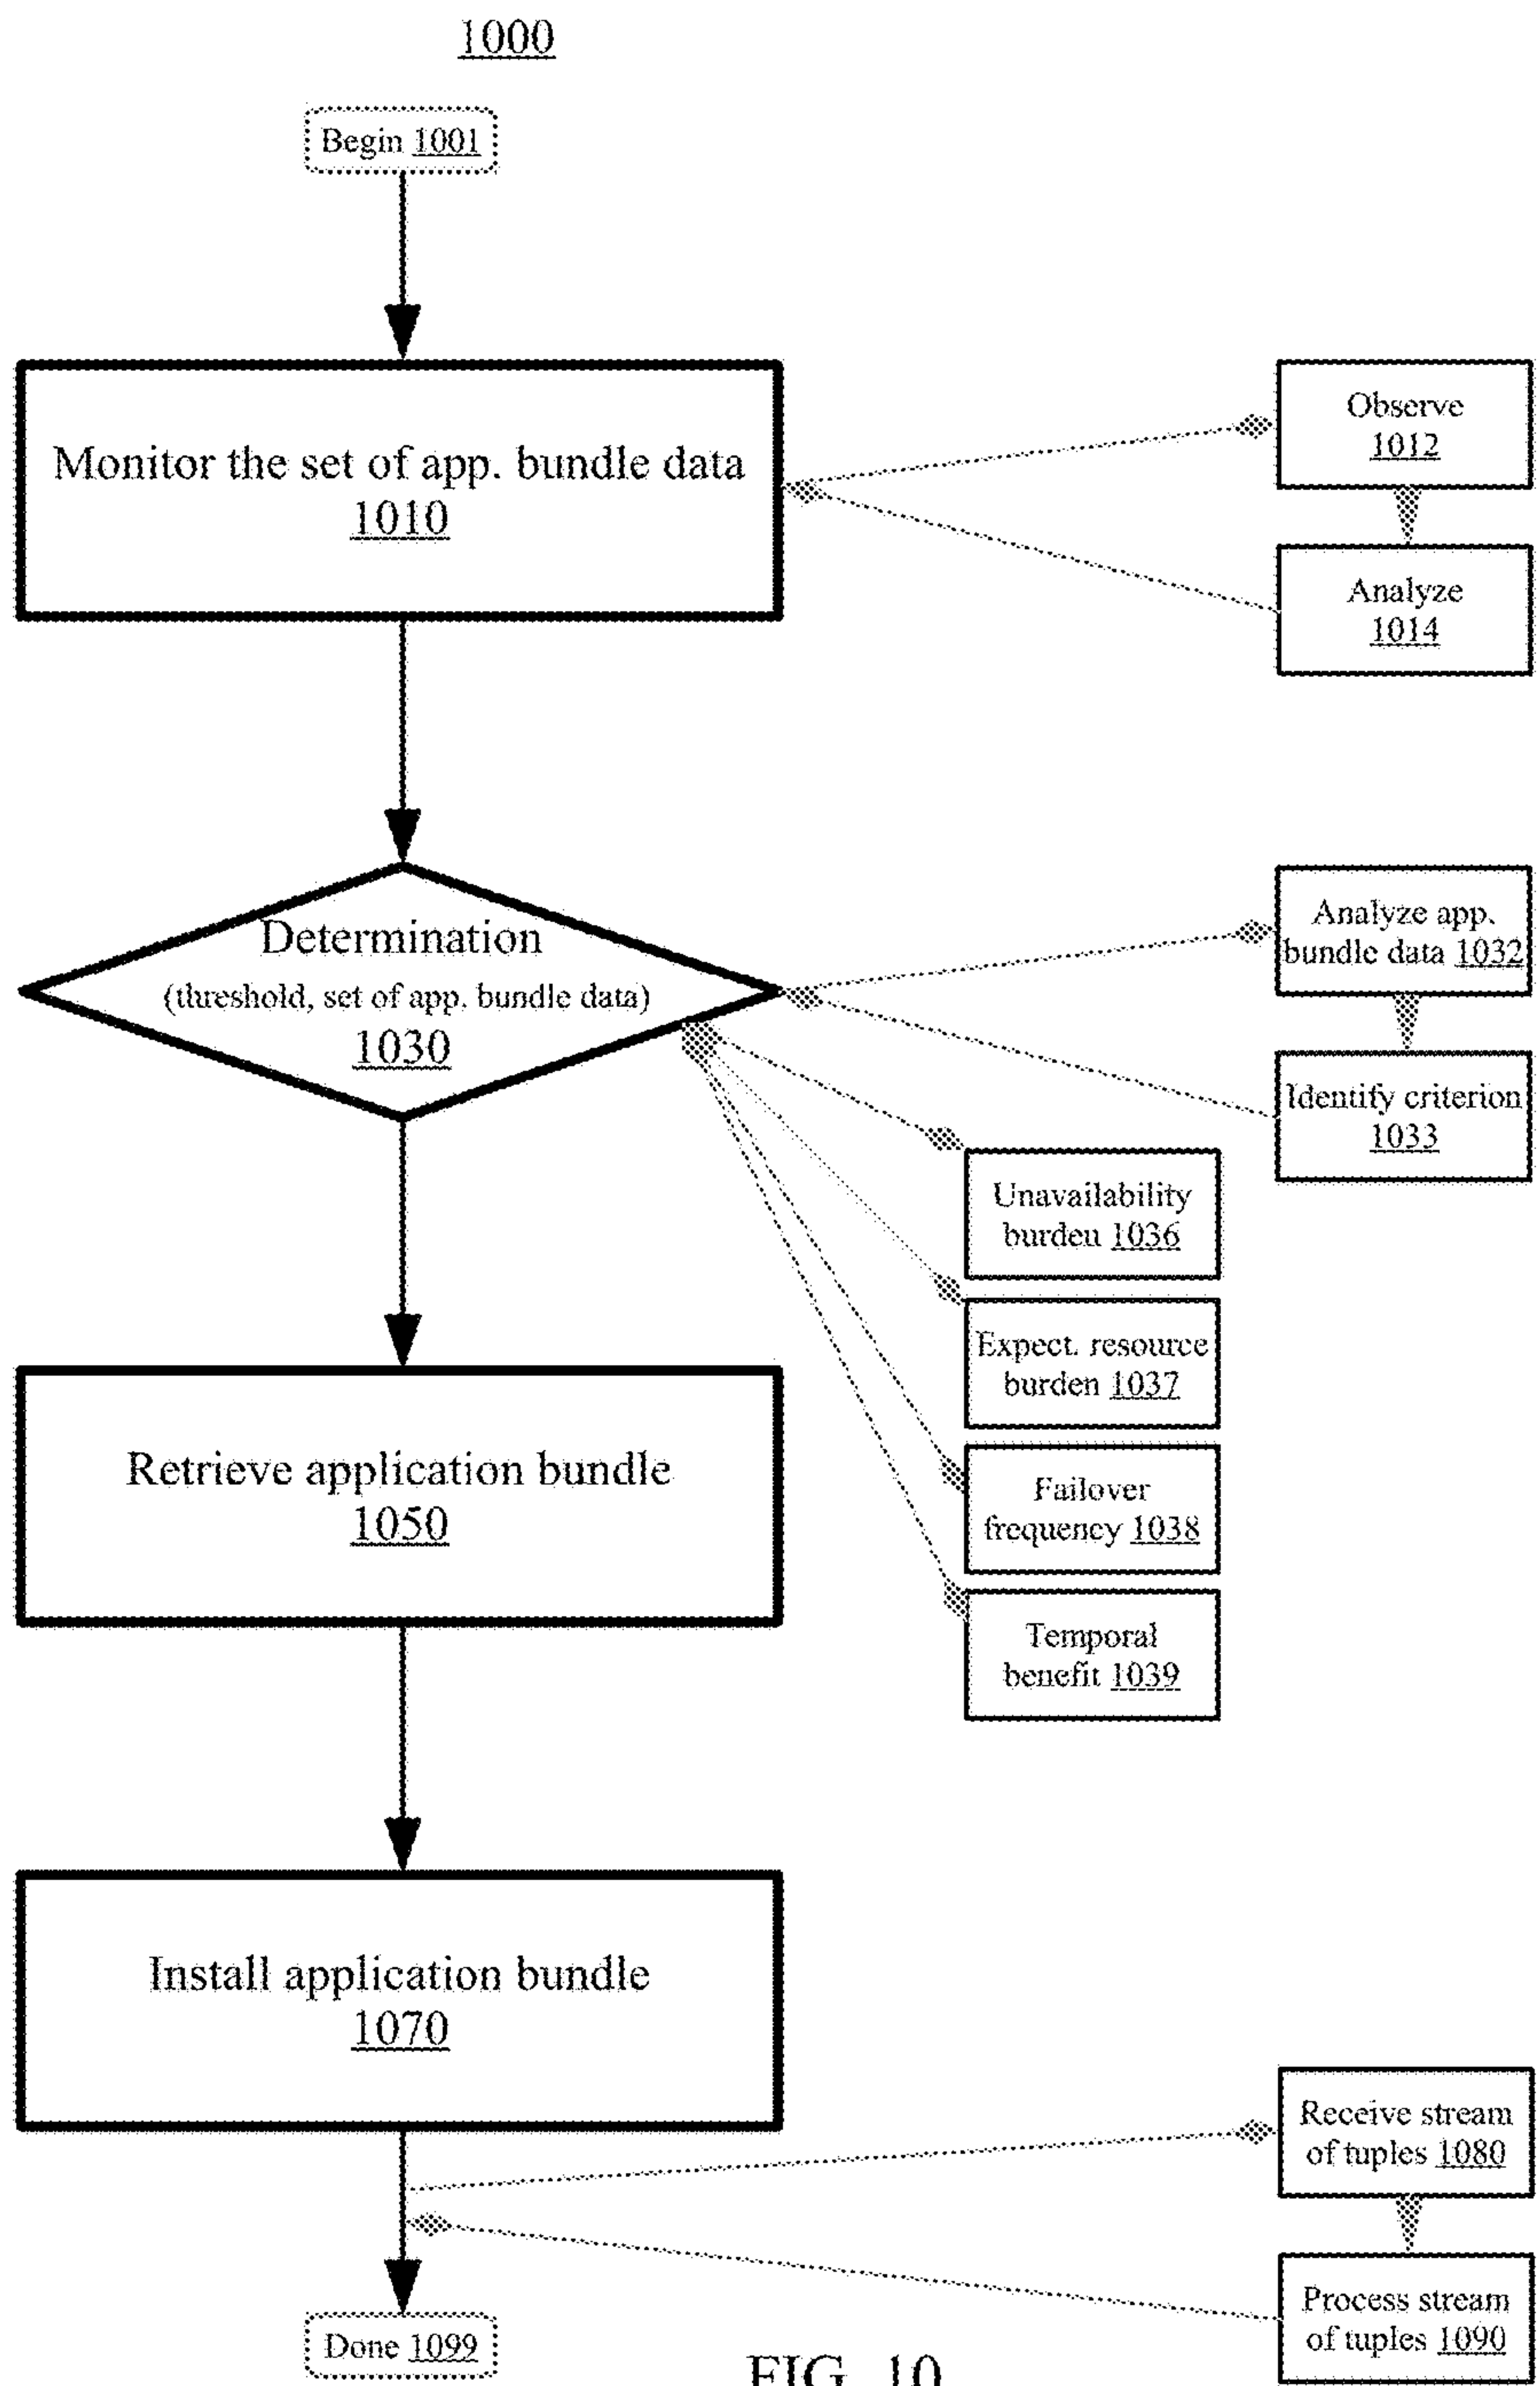 1000
Begin 1001
Monitor the set of app. bundle data
1010
Observe
1012
Analyze
1014
Determination
(threshold, set of app. bundle data)
1030
Analyze app.
bundle data 1032
Identify criterion
1033
Unavailability
burden 1036
Expect. resource
burden 1037
Failover
frequency 1038
Temporal
benefit 1039
Retrieve application bundle
1050
Install application bundle
1070
Receive stream
of tuples 1080
Process stream
of tuples 1090
Done 1099
FIG. 10